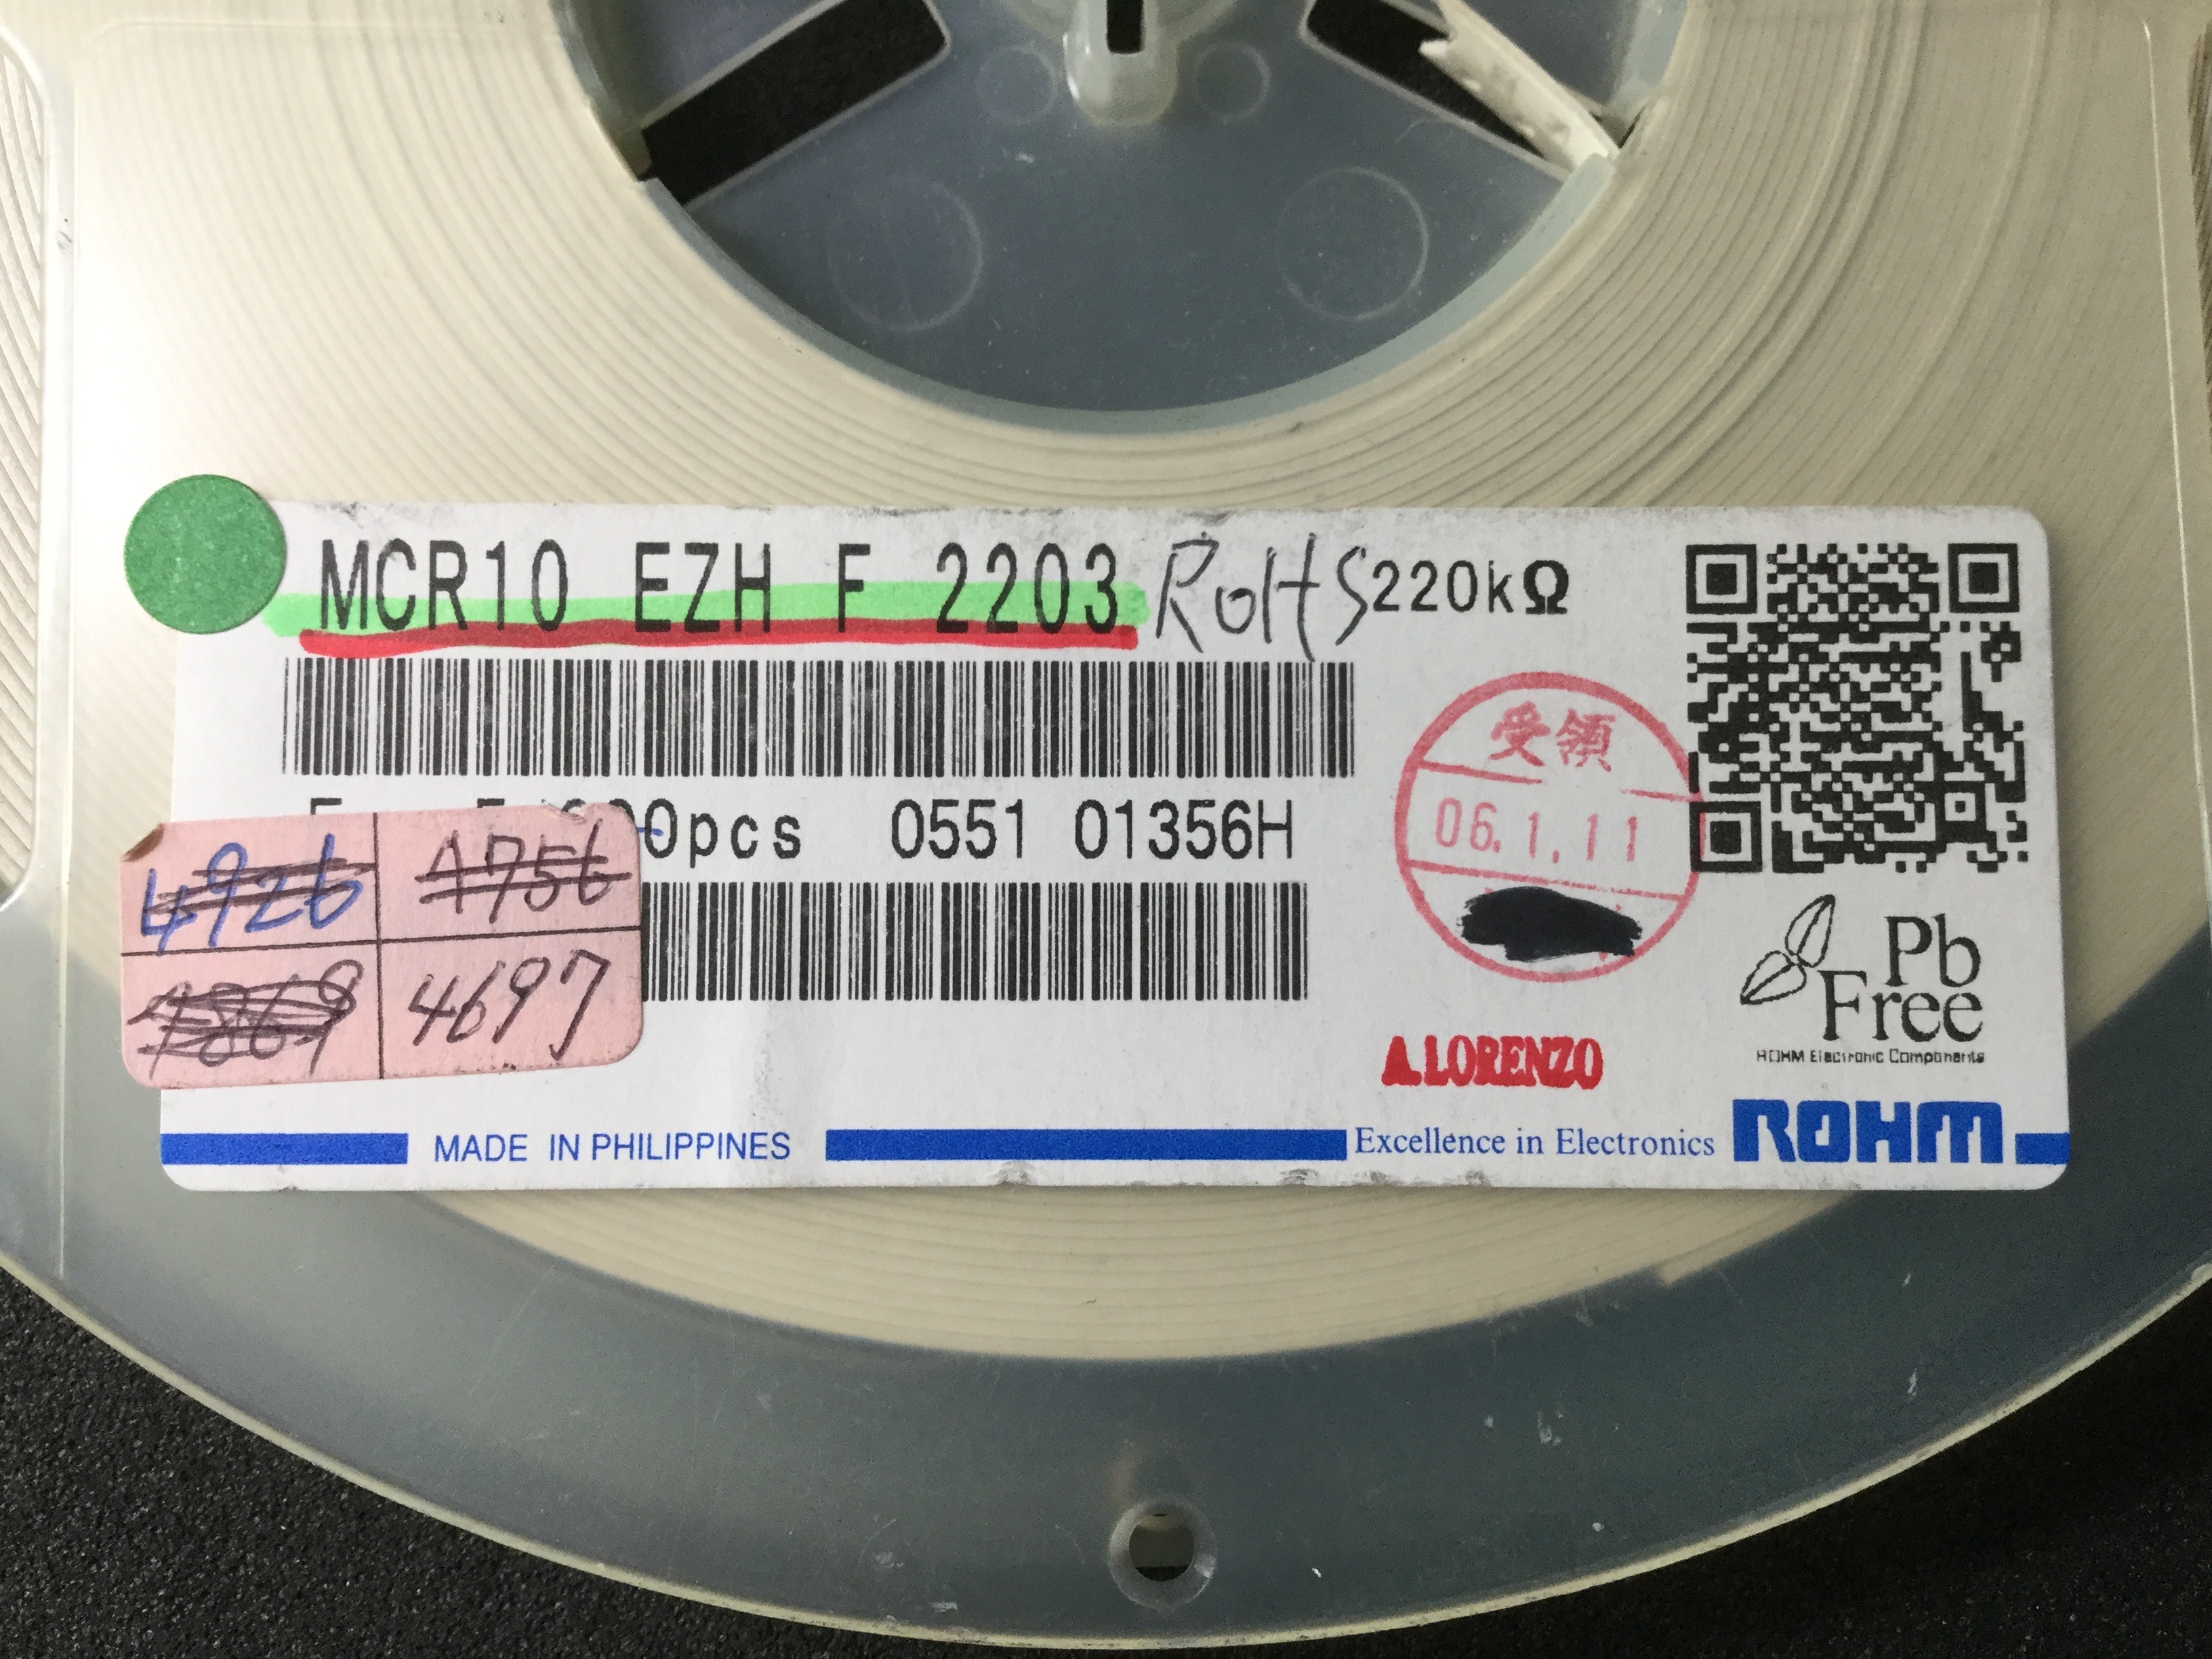 MCR10 EZH F 2203 RoHS 220kΩ
受領
06.1.11
0pcs 0551 01356H
4926 4756
4869 4697
Pb
Free
ROHM Electronic Components
A.LORENZO
MADE IN PHILIPPINES Excellence in Electronics ROHM